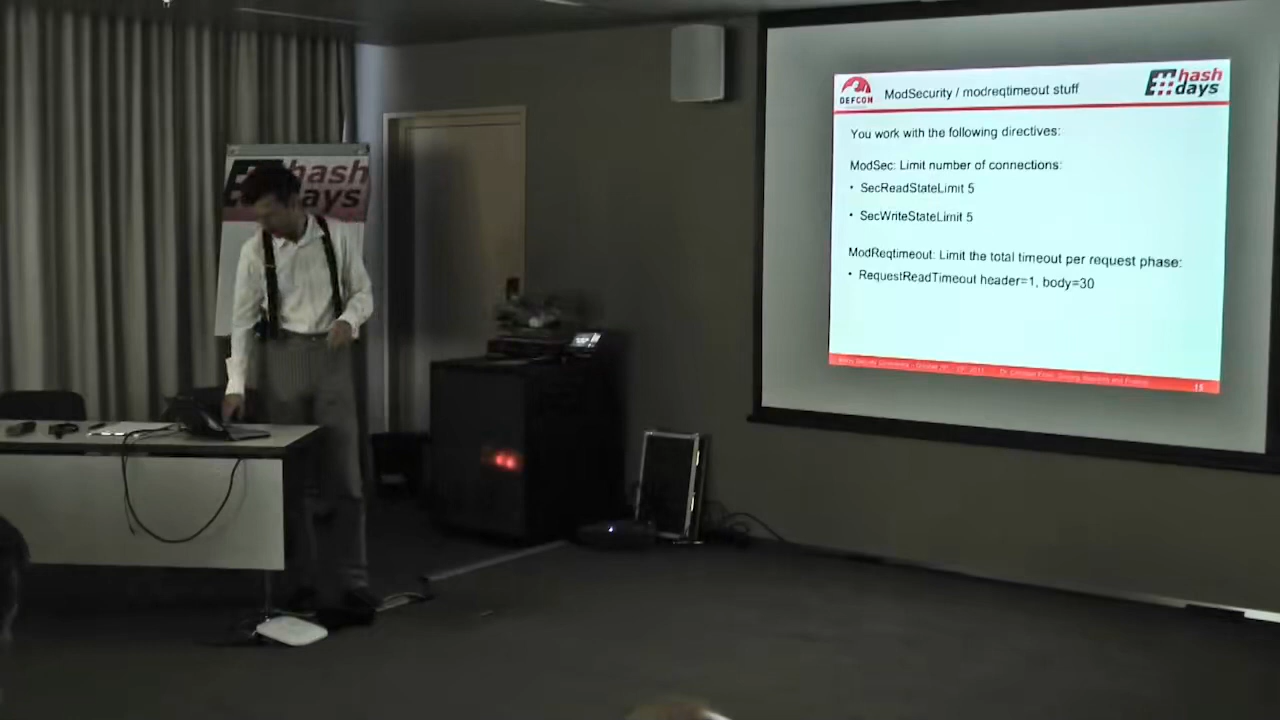 hash
days
DEFCON
ModSecurity / modreqtimeout stuff
hash
days
You work with the following directives:
ModSec: Limit number of connections:
• SecReadStateLimit 5
• SecWriteStateLimit 5
ModReqtimeout: Limit the total timeout per request phase:
• RequestReadTimeout header=1, body=30
15